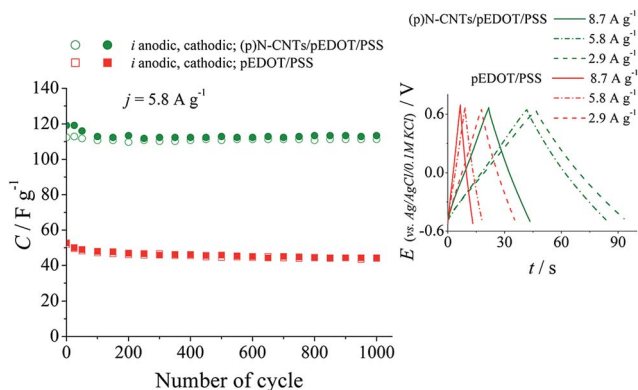 i anodic, cathodic; (p)N-CNTs/pEDOT/PSS
i anodic, cathodic; pEDOT/PSS
j = 5.8 A g-1
C / F g-1
140
120
100
80
60
40
20
0
0 200 400 600 800 1000
Number of cycle
(p)N-CNTs/pEDOT/PSS
8.7 A g-1
5.8 A g-1
2.9 A g-1
pEDOT/PSS
8.7 A g-1
5.8 A g-1
2.9 A g-1
E (vs. Ag/AgCl/0.1M KCl) / V
0.6
0.0
-0.6
0 30 60 90
t / s